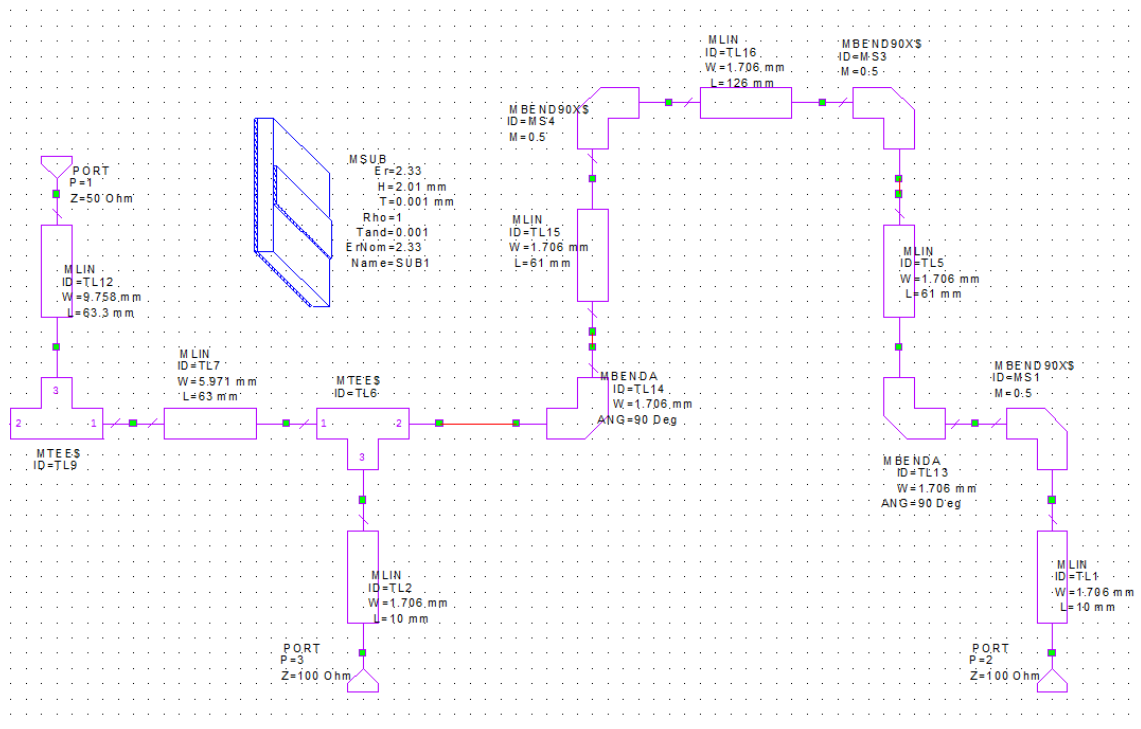 MLIN
ID=TL16
W=1.706 mm
L=126 mm
MBEND90X$
ID=MS3
M=0.5
MBEND90X$
ID=MS4
M=0.5
MSUB
Er=2.33
H=2.01 mm
T=0.001 mm
Rho=1
Tand=0.001
ErNom=2.33
Name=SUB1
PORT
P=1
Z=50 Ohm
MLIN
ID=TL15
W=1.706 mm
L=61 mm
MLIN
ID=TL5
W=1.706 mm
L=61 mm
MLIN
ID=TL12
W=9.758 mm
L=63.3 mm
MLIN
ID=TL7
W=5.971 mm
L=63 mm
MTEE$
ID=TL6
MBENDA
ID=TL14
W=1.706 mm
ANG=90 Deg
MBEND90X$
ID=MS1
M=0.5
3
2
1
1
2
3
MTEE$
ID=TL9
MBENDA
ID=TL13
W=1.706 mm
ANG=90 Deg
MLIN
ID=TL2
W=1.706 mm
L=10 mm
MLIN
ID=TL1
W=1.706 mm
L=10 mm
PORT
P=3
Z=100 Ohm
PORT
P=2
Z=100 Ohm